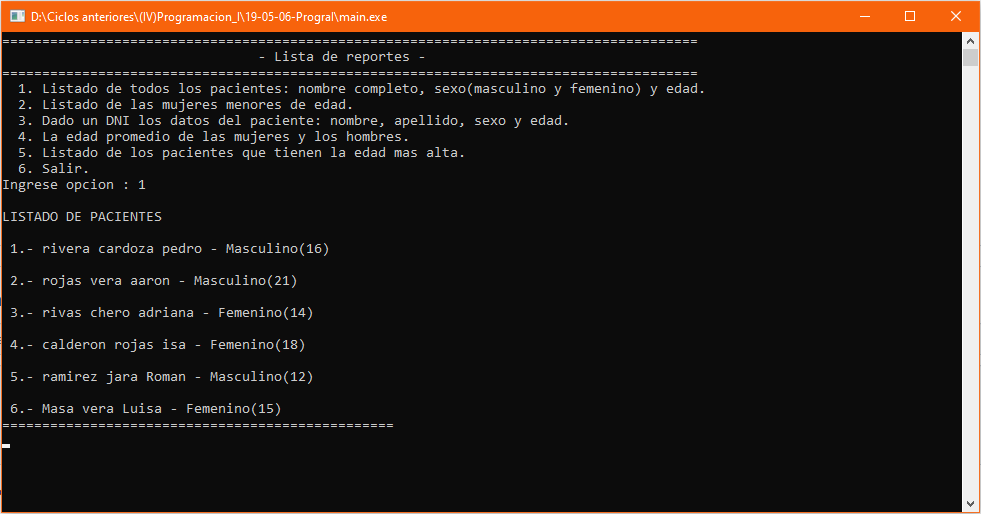 D:\Ciclos anteriores\(IV)Programacion_I\19-05-06-PrograI\main.exe
=======================================================================================
- Lista de reportes -
=======================================================================================
1. Listado de todos los pacientes: nombre completo, sexo(masculino y femenino) y edad.
2. Listado de las mujeres menores de edad.
3. Dado un DNI los datos del paciente: nombre, apellido, sexo y edad.
4. La edad promedio de las mujeres y los hombres.
5. Listado de los pacientes que tienen la edad mas alta.
6. Salir.
Ingrese opcion : 1
LISTADO DE PACIENTES
1.- rivera cardoza pedro - Masculino(16)
2.- rojas vera aaron - Masculino(21)
3.- rivas chero adriana - Femenino(14)
4.- calderon rojas isa - Femenino(18)
5.- ramirez jara Roman - Masculino(12)
6.- Masa vera Luisa - Femenino(15)
=================================================